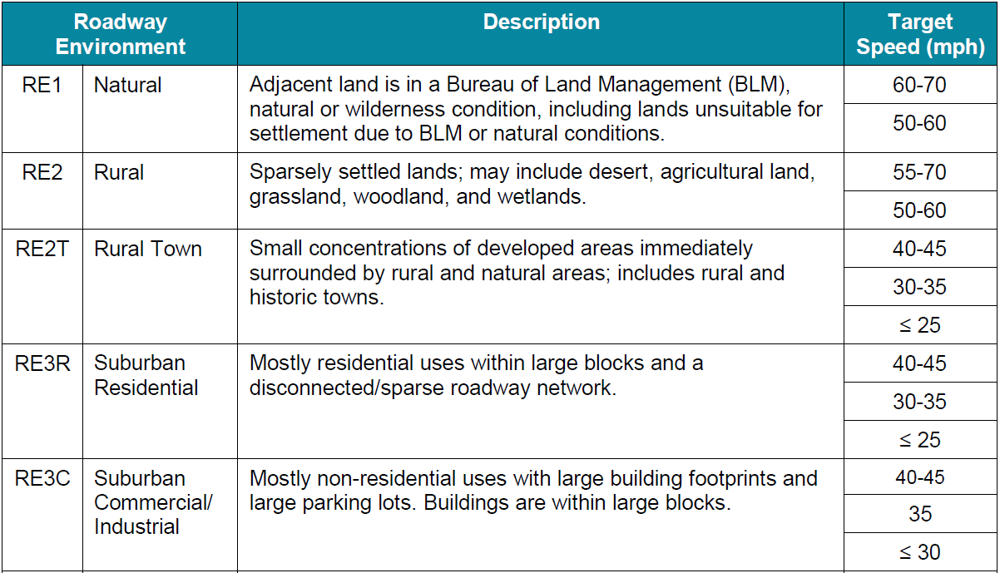 Roadway
Environment
Description
Target
Speed (mph)
RE1
Natural
Adjacent land is in a Bureau of Land Management (BLM),
natural or wilderness condition, including lands unsuitable for
settlement due to BLM or natural conditions.
60-70
50-60
RE2
Rural
Sparsely settled lands; may include desert, agricultural land,
grassland, woodland, and wetlands.
55-70
50-60
RE2T
Rural Town
Small concentrations of developed areas immediately
surrounded by rural and natural areas; includes rural and
historic towns.
40-45
30-35
≤ 25
RE3R
Suburban
Residential
Mostly residential uses within large blocks and a
disconnected/sparse roadway network.
40-45
30-35
≤ 25
RE3C
Suburban
Commercial/
Industrial
Mostly non-residential uses with large building footprints and
large parking lots. Buildings are within large blocks.
40-45
35
≤ 30